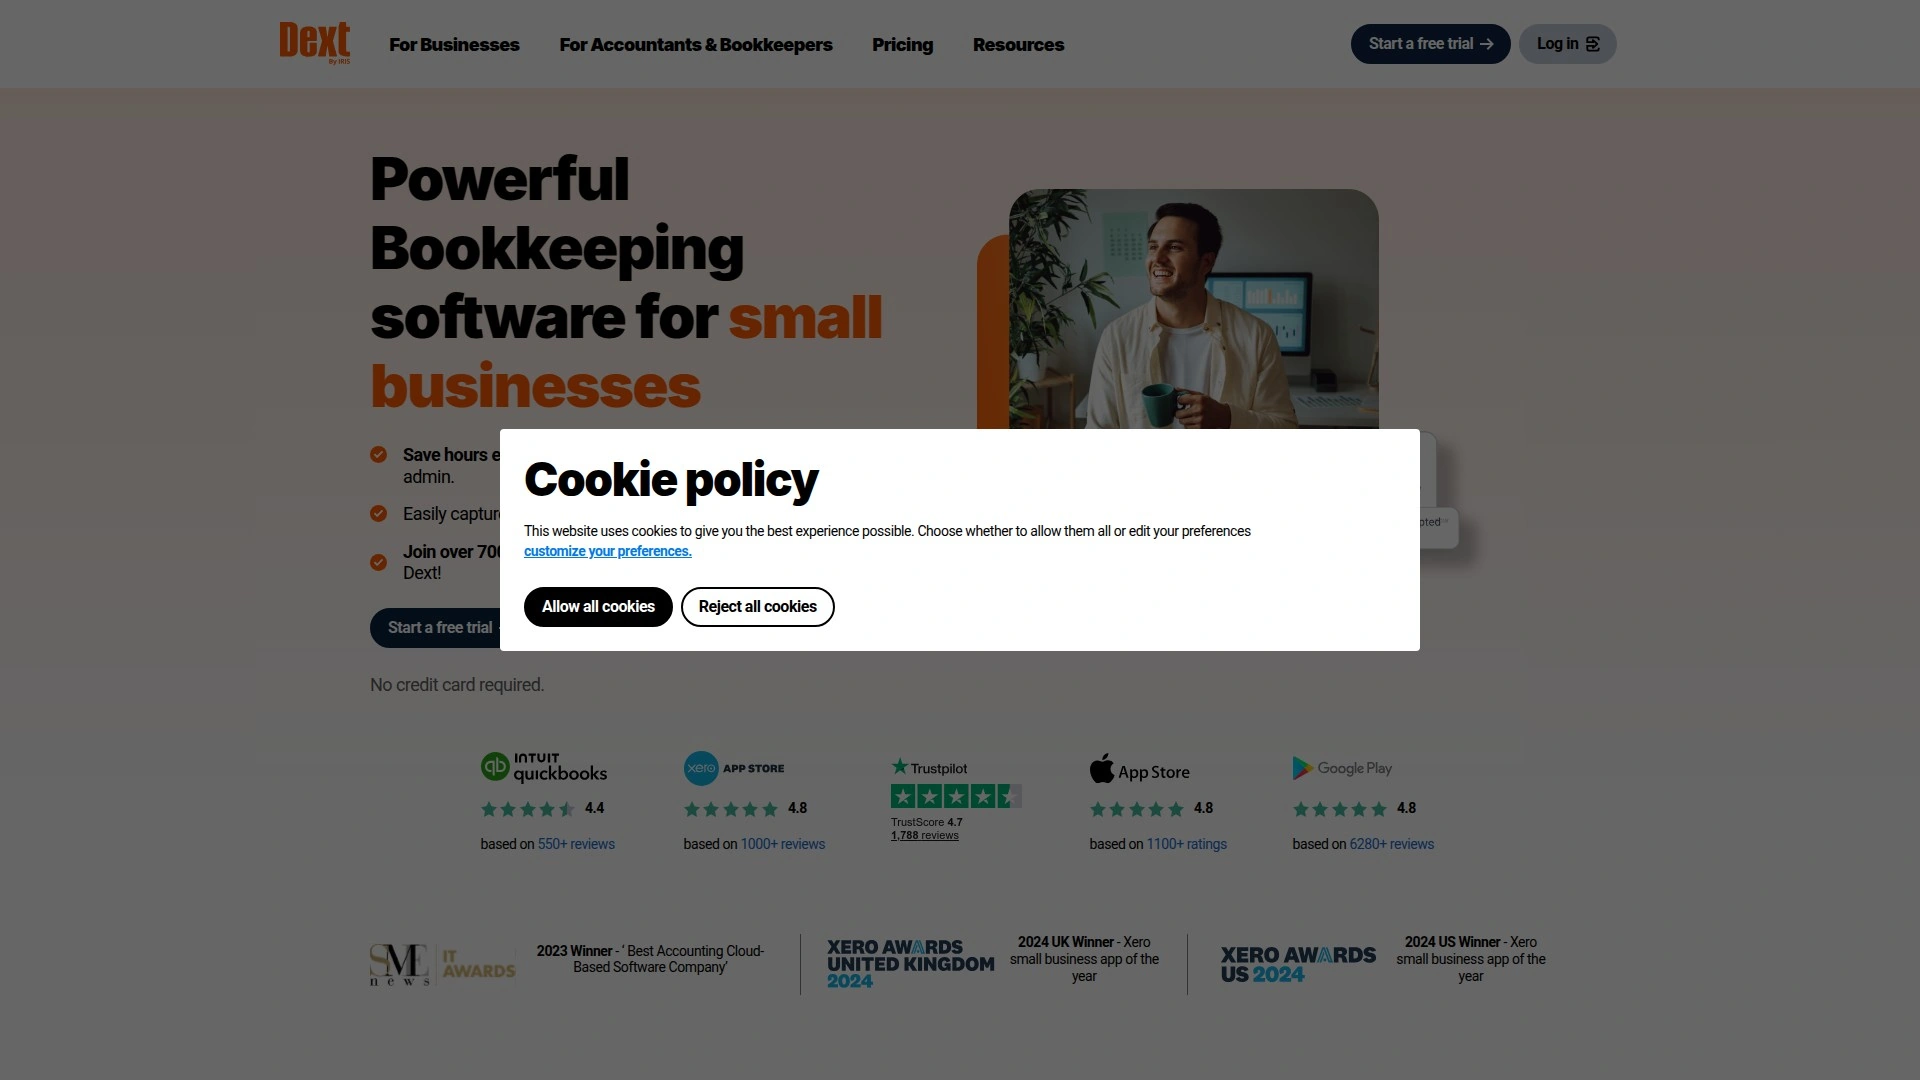 Dext
By IRIS
For Businesses
For Accountants & Bookkeepers
Pricing
Resources
Start a free trial
Log in
Powerful
Bookkeeping
software for small
businesses
Save hours
admin.
Easily
Join over
Dext!
Start a free trial
No credit card required.
Cookie policy
This website uses cookies to give you the best experience possible. Choose whether to allow them all or edit your preferences
customize your preferences.
Allow all cookies
Reject all cookies
qb INTUIT
quickbooks
4.4
based on 550+ reviews
xero APP STORE
4.8
based on 1000+ reviews
Trustpilot
TrustScore 4.7
1,788 reviews
App Store
4.8
based on 1100+ ratings
Google Play
4.8
based on 6280+ reviews
SME
news
IT
AWARDS
2023 Winner - ‘ Best Accounting Cloud-
Based Software Company’
XERO AWARDS
UNITED KINGDOM
2024
2024 UK Winner - Xero
small business app of the
year
XERO AWARDS
US 2024
2024 US Winner - Xero
small business app of the
year